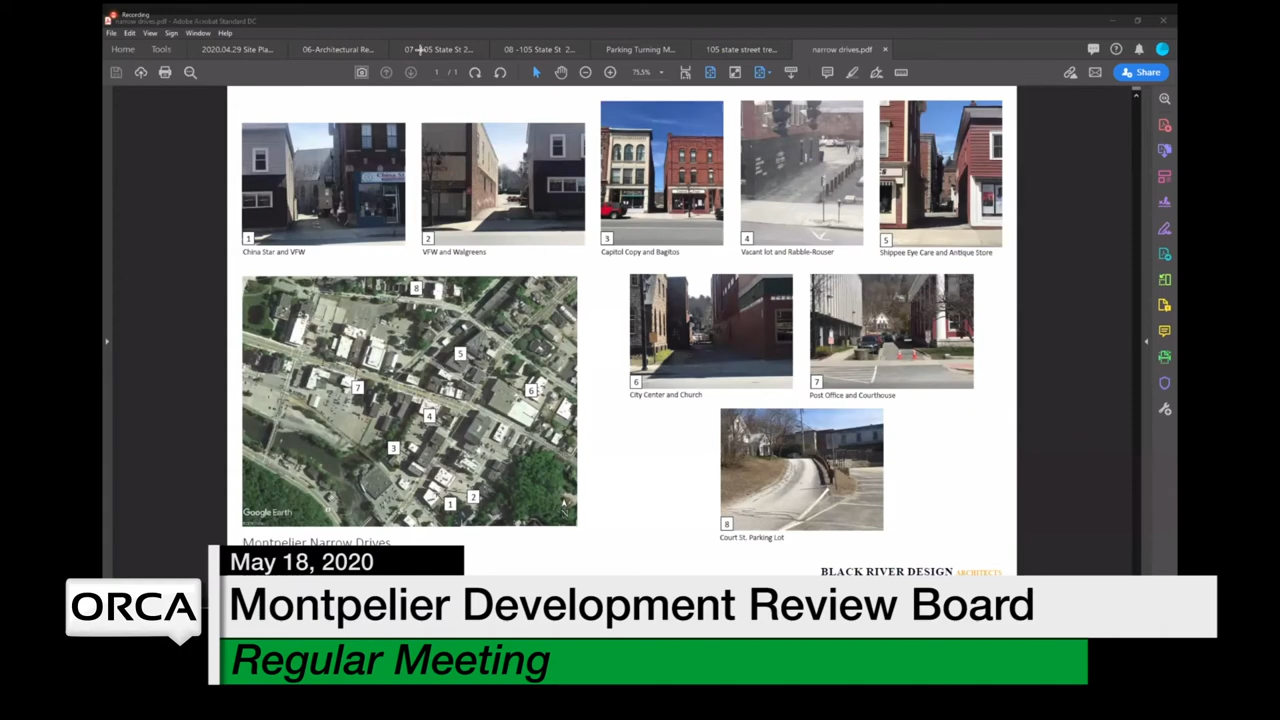 Recording
narrow drives.pdf - Adobe Acrobat Standard DC
File Edit View Sign Window Help
Home Tools 2020.04.29 Site Pla... 06-Architectural Re... 07-105 State St 2... 08 -105 State St 2... Parking Turning M... 105 state street tre... narrow drives.pdf
1 / 1 75.5% Share
1 2 3 4 5
China Star and VFW
VFW and Walgreens
Capitol Copy and Bagitos
Vacant lot and Rabble-Rouser
Shippee Eye Care and Antique Store
8
5
7
6
4
3
2
1
Google Earth
N
6 7
City Center and Church
Post Office and Courthouse
8
Court St. Parking Lot
Montpelier Narrow Drives
BLACK RIVER DESIGN ARCHITECTS
May 18, 2020
ORCA
Montpelier Development Review Board
Regular Meeting